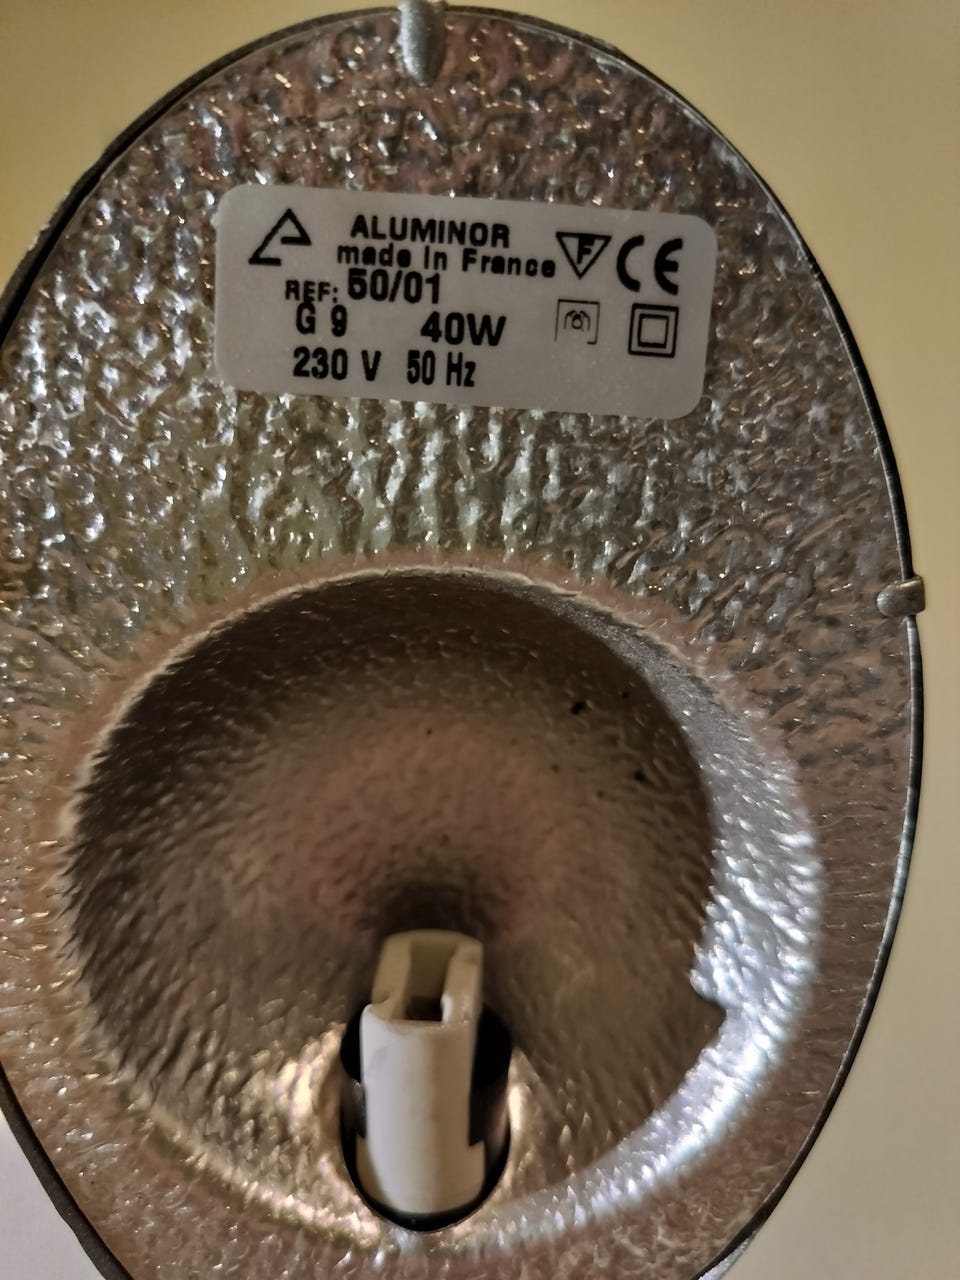 ALUMINOR
made in France F CE
REF: 50/01
G 9 40W
230 V 50 Hz